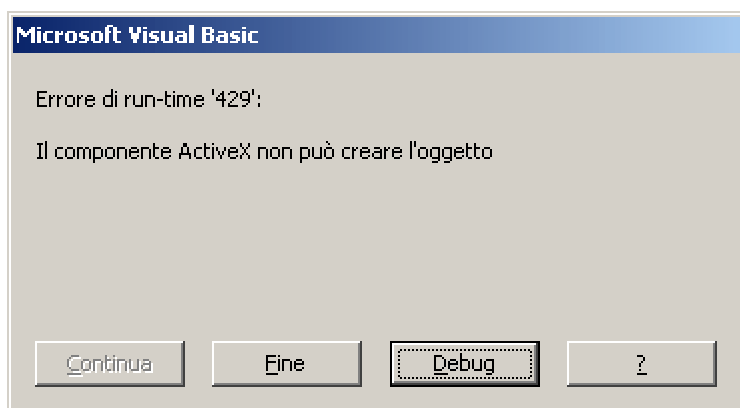 Microsoft Visual Basic
Errore di run-time '429':
Il componente ActiveX non può creare l'oggetto
Continua
Fine
Debug
?